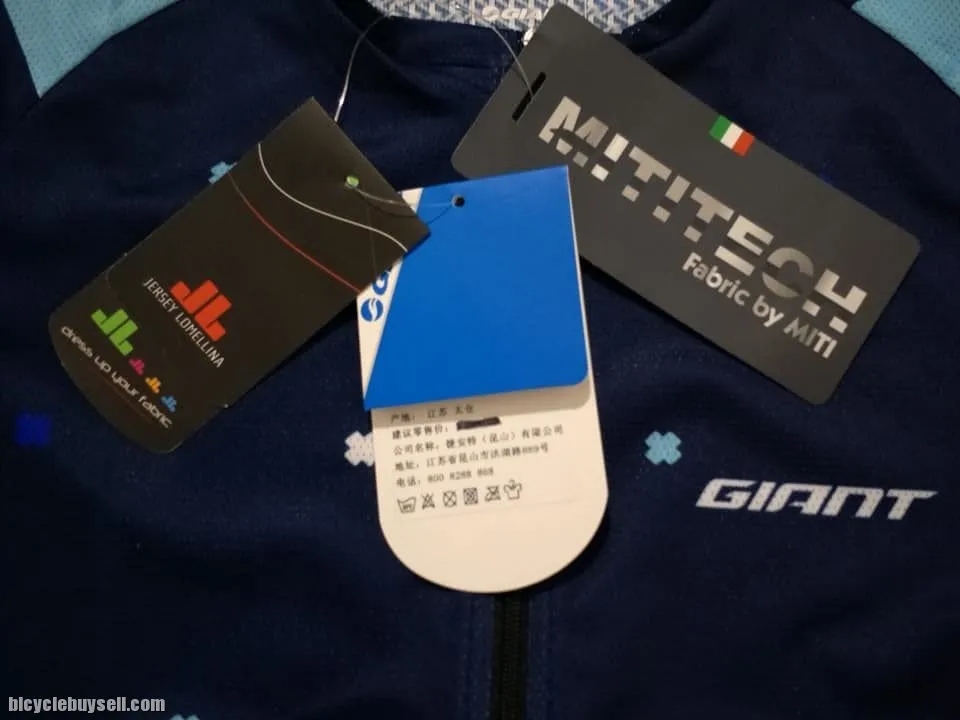 GIANT
MITITECH
Fabric by MITI
JERSEY LOMELLINA
dress up your fabric
G
产地: 江苏 太仓
建议零售价:
公司名称: 捷安特（昆山）有限公司
地址: 江苏省昆山市洪湖路889号
电话: 800 8288 868
GIANT
bicyclebuysell.com